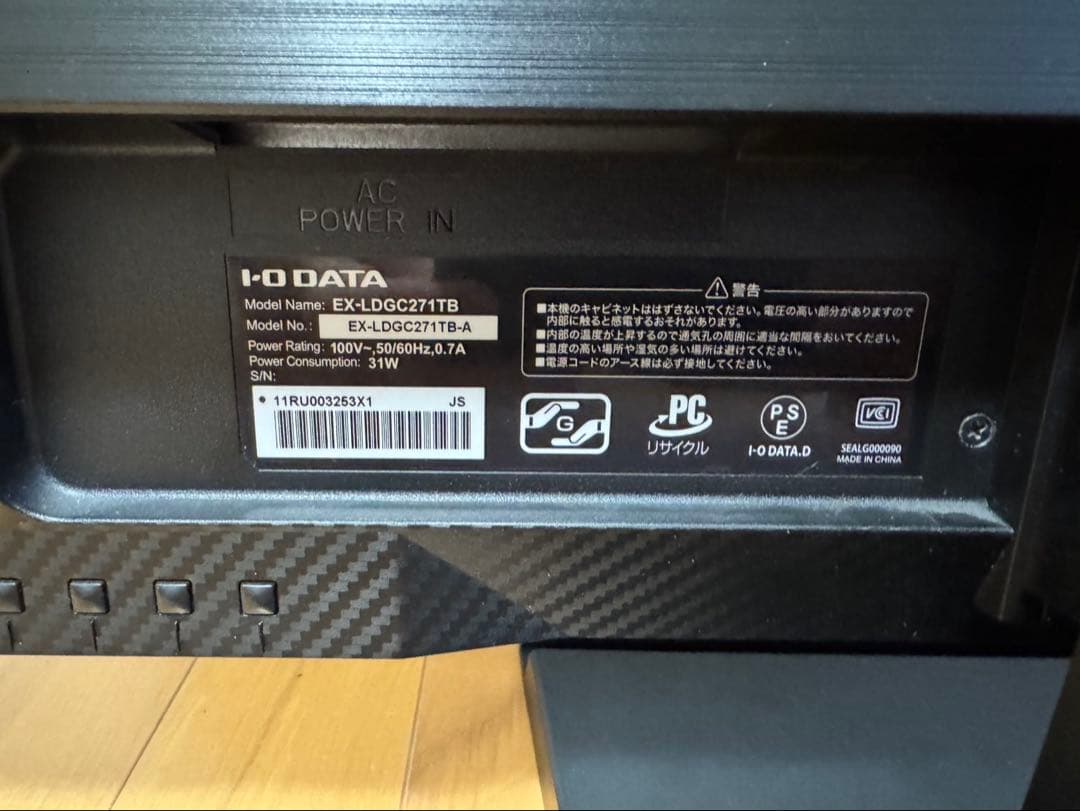 AC
POWER IN
I-O DATA
Model Name: EX-LDGC271TB
Model No.: EX-LDGC271TB-A
Power Rating: 100V~,50/60Hz,0.7A
Power Consumption: 31W
S/N:
11RU003253X1 JS
警告
■本機のキャビネットははずさないでください。電圧の高い部分がありますので
内部に触ると感電するおそれがあります。
■内部の温度が上昇するので通気孔の周囲に適当な間隔をおいてください。
■温度の高い場所や湿気の多い場所は避けてください。
■電源コードのアース線は必ず接地してください。
G
PC
リサイクル
PSE
I-O DATA.D
VCI
SEALG000090
MADE IN CHINA